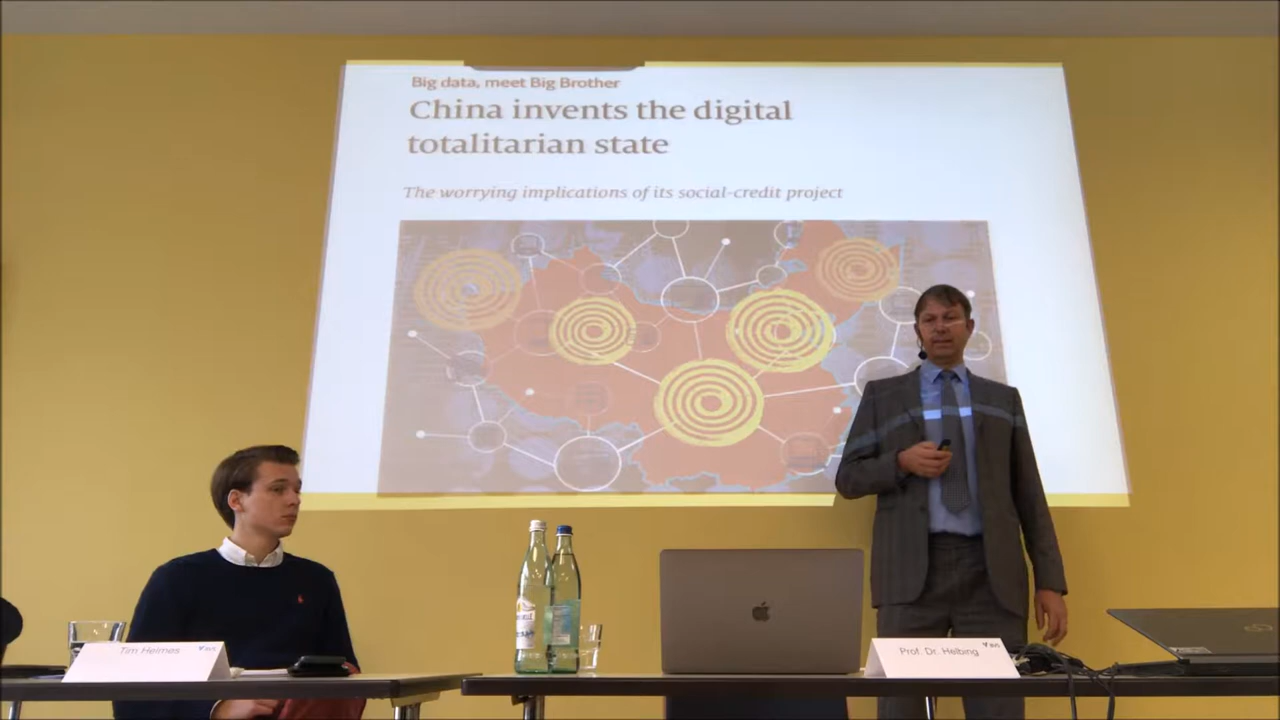 Big data, meet Big Brother
China invents the digital
totalitarian state
The worrying implications of its social-credit project
Tim Heimes
Prof. Dr. Helbing